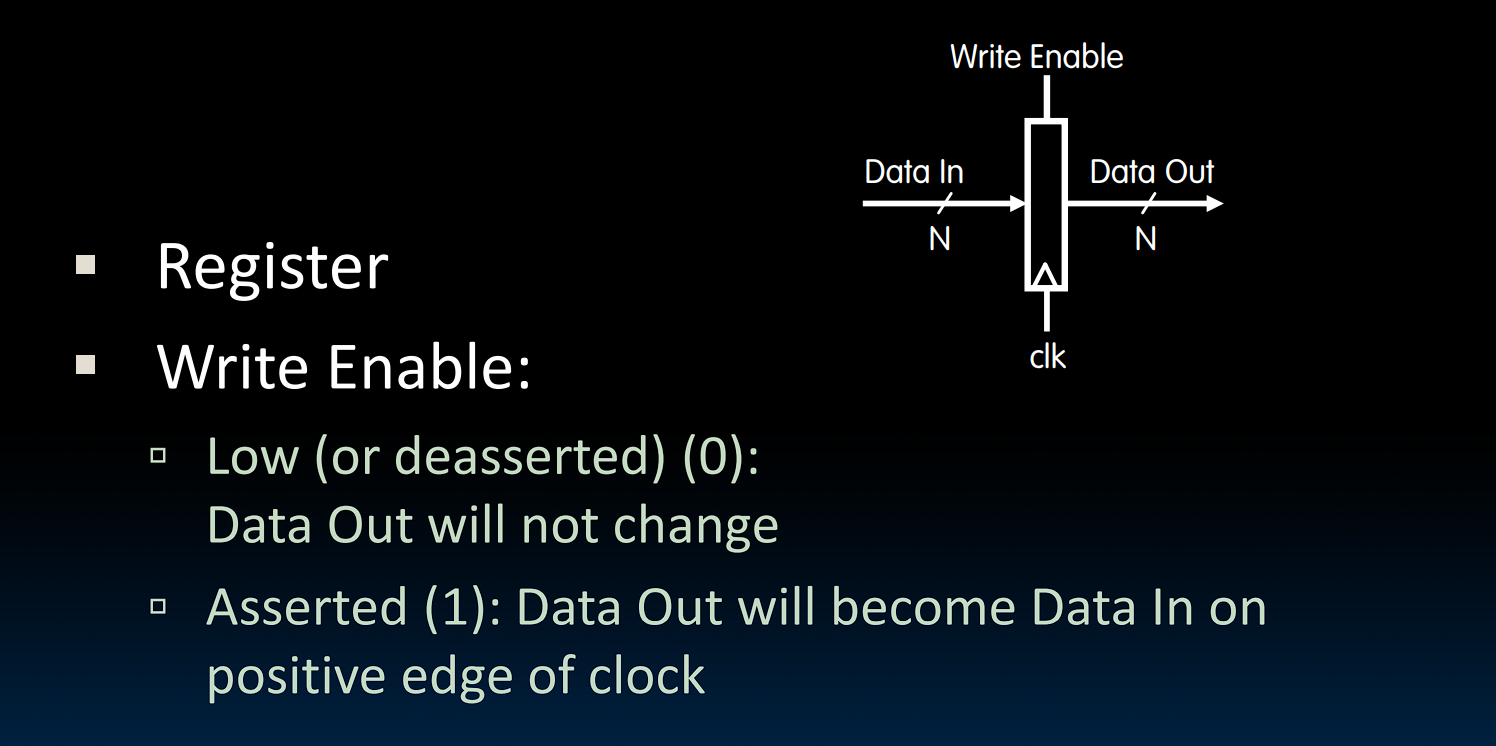 Write Enable
Data In
Data Out
N
N
clk
Register
Write Enable:
Low (or deasserted) (0):
Data Out will not change
Asserted (1): Data Out will become Data In on
positive edge of clock